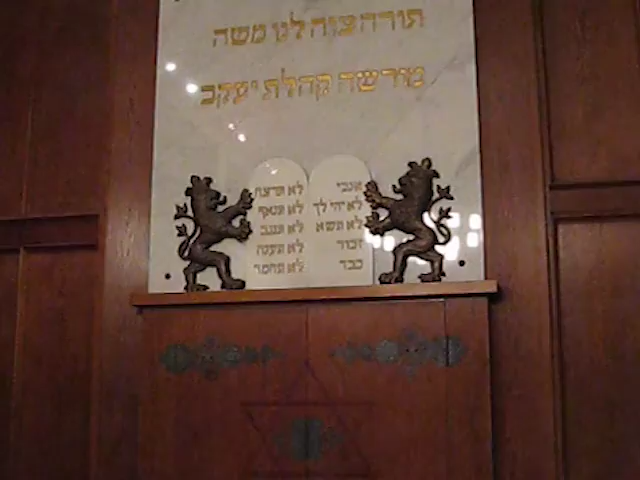 תורה צוה לנו משה
מורשה קהלת יעקב
אנכי
לא יהי לך
לא תשא
זכור
כבד
לא תרצח
לא תנאף
לא תגנב
לא תענה
לא תחמד